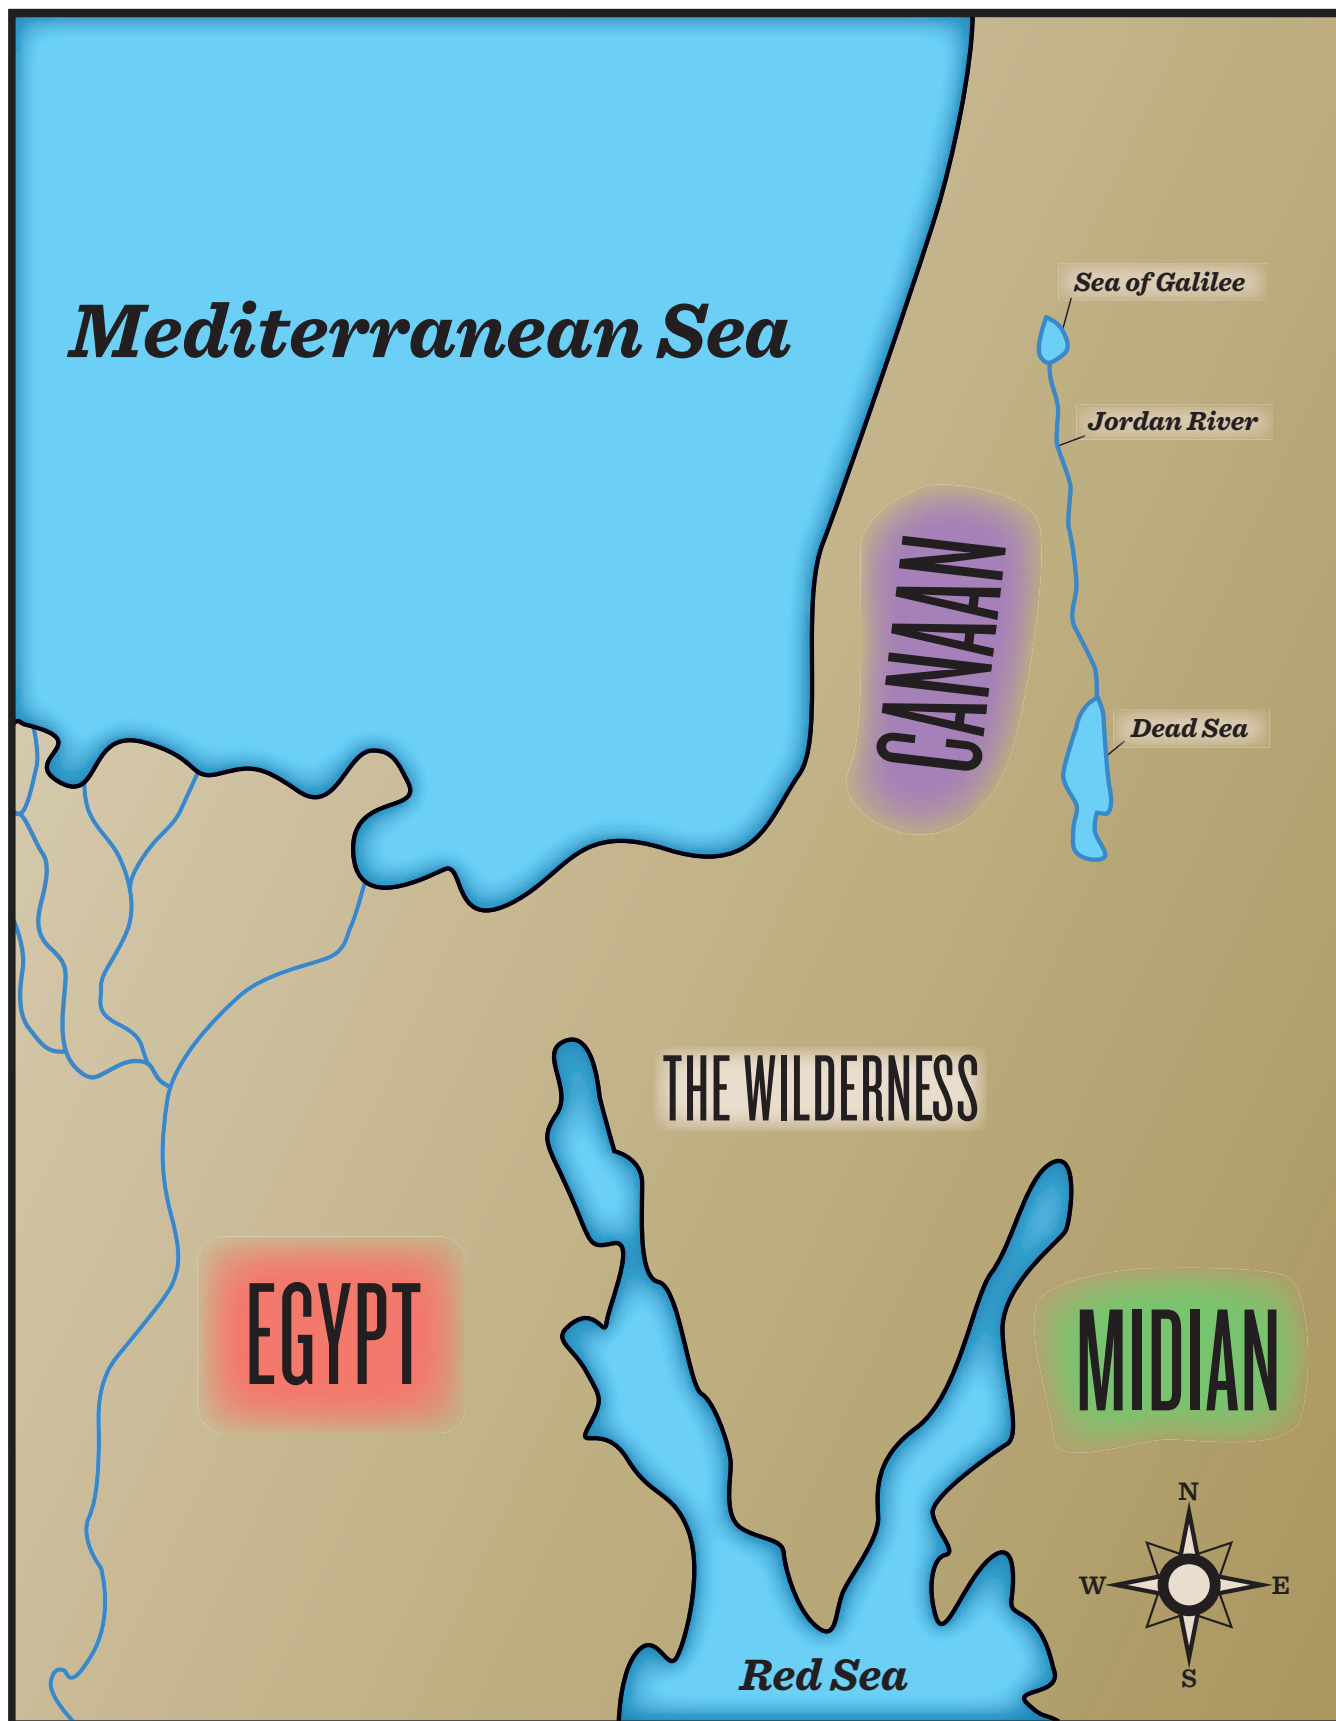 Sea of Galilee
Mediterranean Sea
Jordan River
CANAAN
Dead Sea
THE WILDERNESS
EGYPT
MIDIAN
N
W E
S
Red Sea